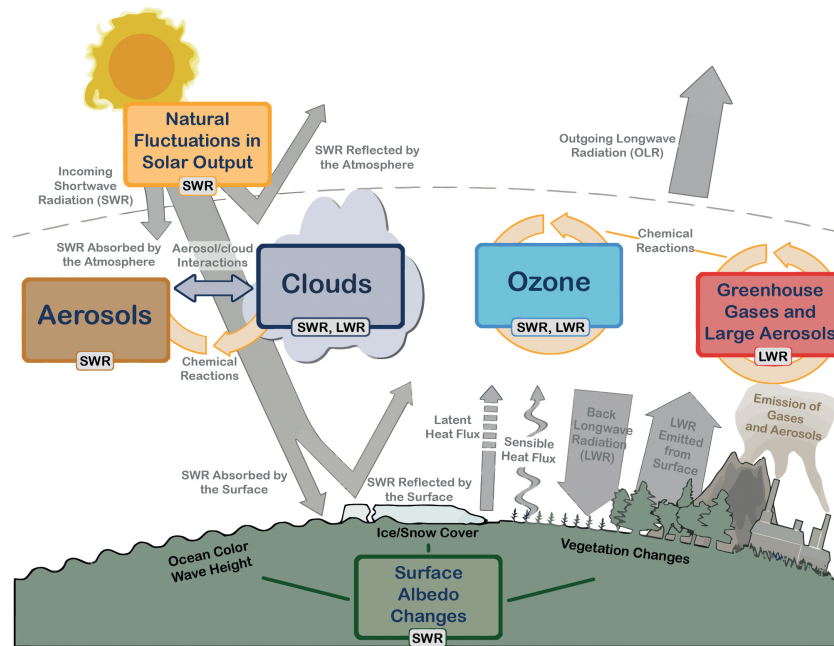 Natural
Fluctuations in
Solar Output
SWR
Incoming
Shortwave
Radiation (SWR)
SWR Reflected by
the Atmosphere
Outgoing Longwave
Radiation (OLR)
SWR Absorbed by
the Atmosphere
Aerosol/cloud
Interactions
Chemical
Reactions
Aerosols
SWR
Clouds
SWR, LWR
Ozone
SWR, LWR
Greenhouse
Gases and
Large Aerosols
LWR
Chemical
Reactions
Emission of
Gases
and Aerosols
Latent
Heat Flux
Sensible
Heat Flux
Back
Longwave
Radiation
(LWR)
LWR
Emitted
from
Surface
SWR Absorbed by
the Surface
SWR Reflected by
the Surface
Ice/Snow Cover
Ocean Color
Wave Height
Vegetation Changes
Surface
Albedo
Changes
SWR